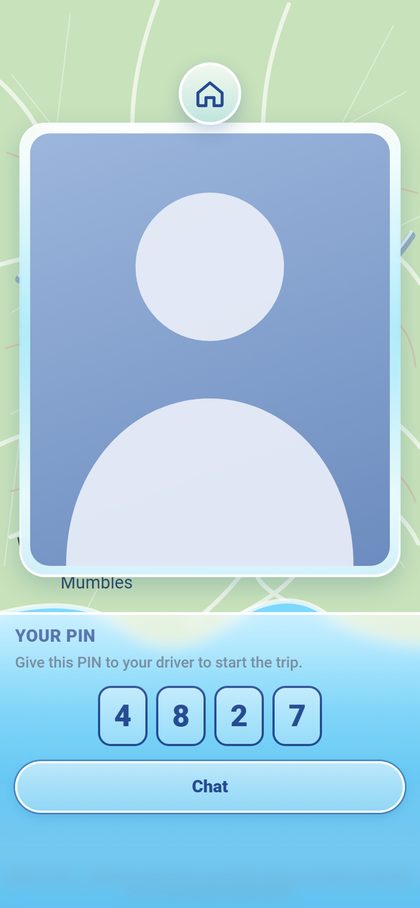 Mumbles
YOUR PIN
Give this PIN to your driver to start the trip.
4 8 2 7
Chat